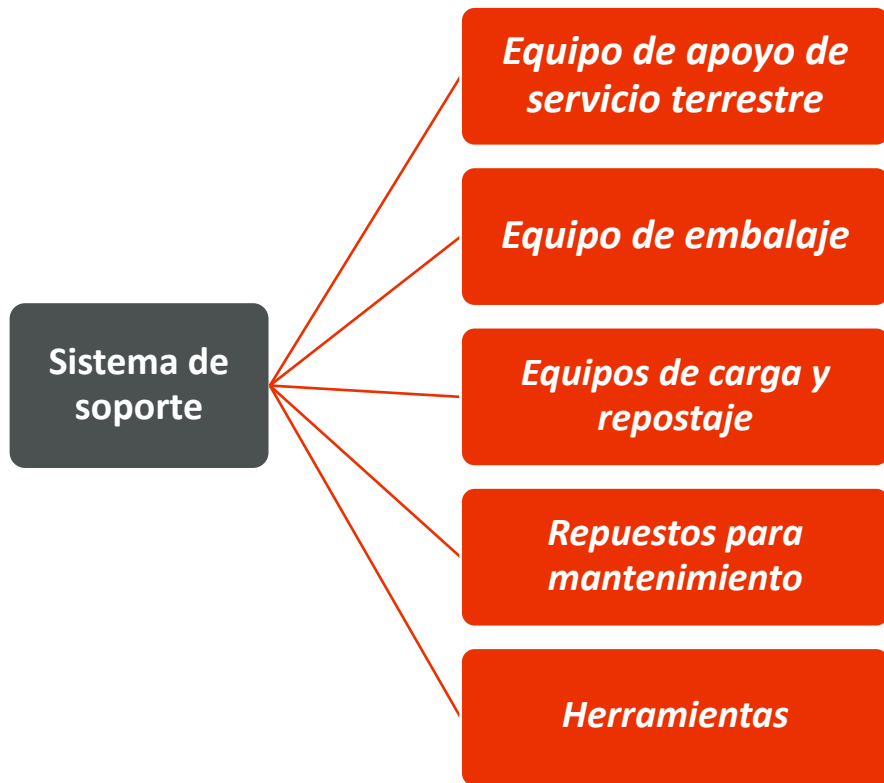 Equipo de apoyo de
servicio terrestre
Equipo de embalaje
Sistema de
soporte
Equipos de carga y
repostaje
Repuestos para
mantenimiento
Herramientas